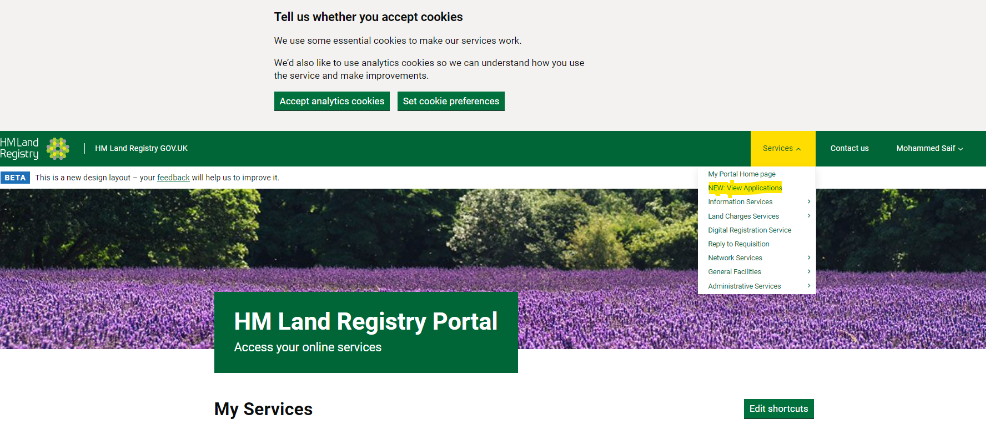 Tell us whether you accept cookies
We use some essential cookies to make our services work.
We'd also like to use analytics cookies so we can understand how you use
the service and make improvements.
Accept analytics cookies
Set cookie preferences
HM Land
Registry
HM Land Registry GOV.UK
Services
Contact us
Mohammed Saif
BETA
This is a new design layout – your feedback will help us to improve it.
My Portal Home page
NEW: View Applications
Information Services
Land Charges Services
Digital Registration Service
Reply to Requisition
Network Services
General Facilities
Administrative Services
HM Land Registry Portal
Access your online services
My Services
Edit shortcuts